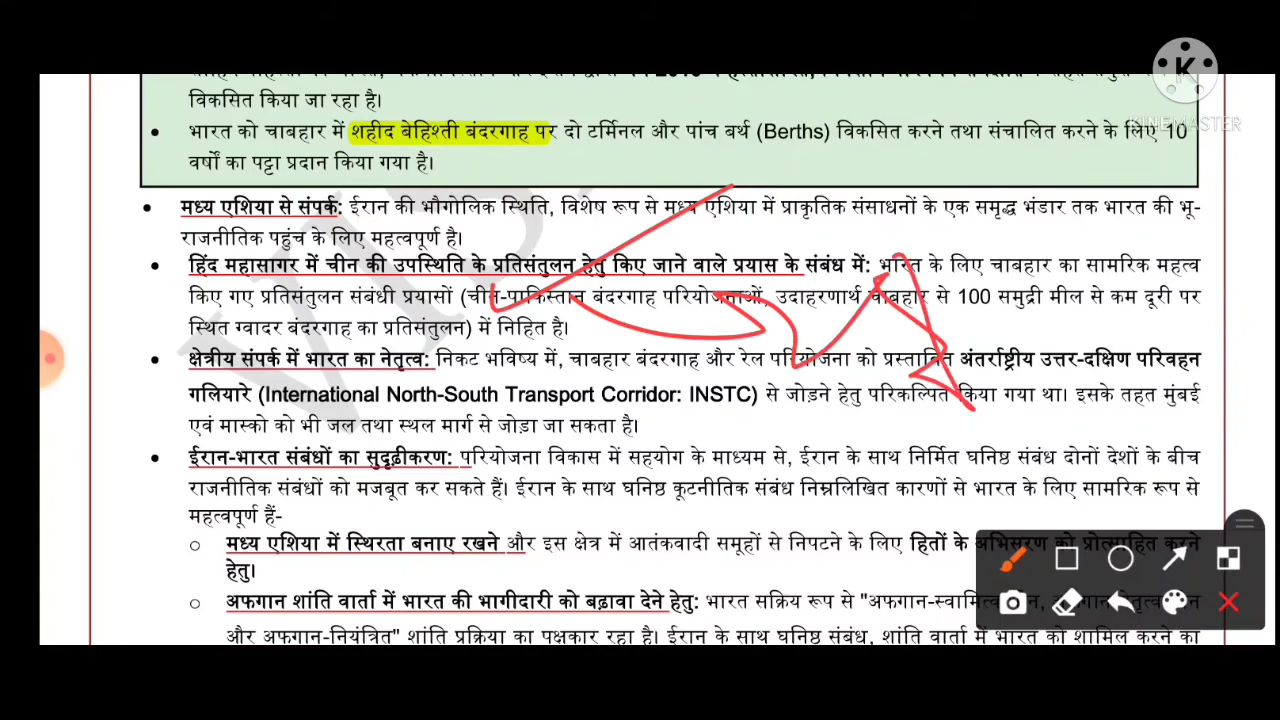 विकसित किया जा रहा है।
KINEMASTER
• भारत को चाबहार में शहीद बेहिश्ती बंदरगाह पर दो टर्मिनल और पांच बर्थ (Berths) विकसित करने तथा संचालित करने के लिए 10
वर्षों का पट्टा प्रदान किया गया है।
• मध्य एशिया से संपर्क: ईरान की भौगोलिक स्थिति, विशेष रूप से मध्य एशिया में प्राकृतिक संसाधनों के एक समृद्ध भंडार तक भारत की भू-
राजनीतिक पहुंच के लिए महत्वपूर्ण है।
• हिंद महासागर में चीन की उपस्थिति के प्रतिसंतुलन हेतु किए जाने वाले प्रयास के संबंध में: भारत के लिए चाबहार का सामरिक महत्व
किए गए प्रतिसंतुलन संबंधी प्रयासों (चीन-पाकिस्तान बंदरगाह परियोजनाओं, उदाहरणार्थ चाबहार से 100 समुद्री मील से कम दूरी पर
स्थित ग्वादर बंदरगाह का प्रतिसंतुलन) में निहित है।
• क्षेत्रीय संपर्क में भारत का नेतृत्व: निकट भविष्य में, चाबहार बंदरगाह और रेल परियोजना को प्रस्तावित अंतर्राष्ट्रीय उत्तर-दक्षिण परिवहन
गलियारे (International North-South Transport Corridor: INSTC) से जोड़ने हेतु परिकल्पित किया गया था। इसके तहत मुंबई
एवं मास्को को भी जल तथा स्थल मार्ग से जोड़ा जा सकता है।
• ईरान-भारत संबंधों का सुदृढ़ीकरण: परियोजना विकास में सहयोग के माध्यम से, ईरान के साथ निर्मित घनिष्ठ संबंध दोनों देशों के बीच
राजनीतिक संबंधों को मजबूत कर सकते हैं। ईरान के साथ घनिष्ठ कूटनीतिक संबंध निम्नलिखित कारणों से भारत के लिए सामरिक रूप से
महत्वपूर्ण हैं-
o मध्य एशिया में स्थिरता बनाए रखने और इस क्षेत्र में आतंकवादी समूहों से निपटने के लिए हितों के अभिसरण को प्रोत्साहित करने
हेतु।
o अफगान शांति वार्ता में भारत की भागीदारी को बढ़ावा देने हेतु: भारत सक्रिय रूप से "अफगान-स्वामित्व
और अफगान-नियंत्रित" शांति प्रक्रिया का पक्षकार रहा है। ईरान के साथ घनिष्ठ संबंध, शांति वार्ता में भारत को शामिल करने का